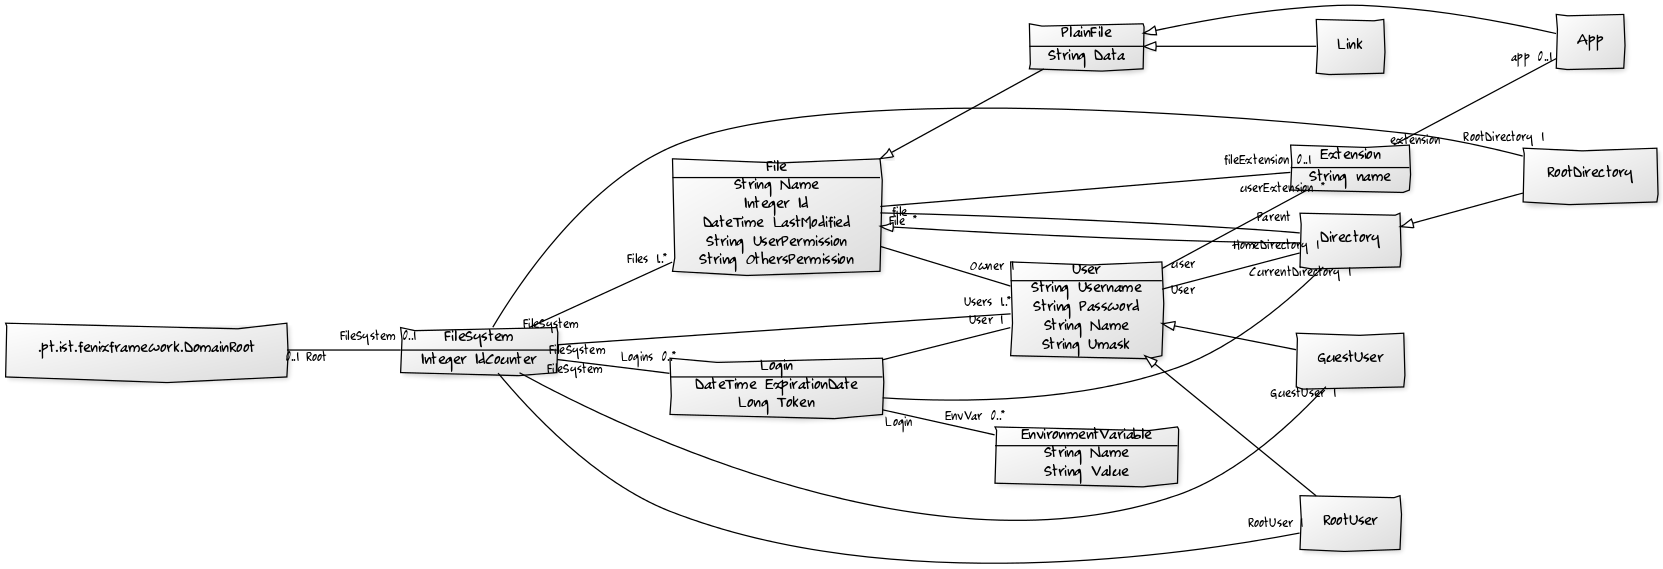 PlainFile
String Data
Link
App
app 0..1
extension
RootDirectory 1
RootDirectory
File
String Name
Integer Id
DateTime LastModified
String UserPermission
String OthersPermission
fileExtension 0..1
Extension
String name
userExtension *
file
File *
Parent
Directory
HomeDirectory 1
CurrentDirectory 1
Files 1..*
Owner 1
User
String Username
String Password
String Name
String Umask
user
User
Users 1..*
User 1
.pt.ist.fenixframework.DomainRoot
0..1 Root
FileSystem 0..1
FileSystem
Integer IdCounter
FileSystem
FileSystem
FileSystem
Logins 0..*
Login
DateTime ExpirationDate
Long Token
Login
EnvVar 0..*
EnvironmentVariable
String Name
String Value
GuestUser
GuestUser 1
RootUser 1
RootUser